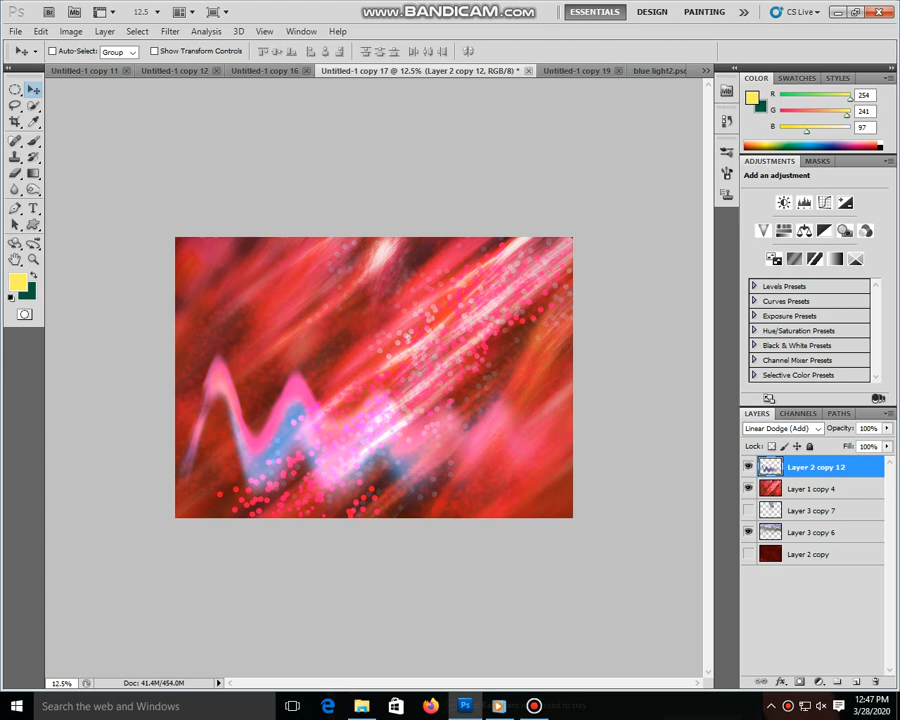 Ps Br Mb 12.5 www.BANDICAM.com ESSENTIALS DESIGN PAINTING CS Live
File Edit Image Layer Select Filter Analysis 3D View Window Help
Auto-Select: Group Show Transform Controls
Untitled-1 copy 11 Untitled-1 copy 12 Untitled-1 copy 16 Untitled-1 copy 17 @ 12.5% (Layer 2 copy 12, RGB/8) * Untitled-1 copy 19 blue light2.psd
COLOR SWATCHES STYLES
R 254
G 241
B 97
ADJUSTMENTS MASKS
Add an adjustment
Levels Presets
Curves Presets
Exposure Presets
Hue/Saturation Presets
Black & White Presets
Channel Mixer Presets
Selective Color Presets
LAYERS CHANNELS PATHS
Linear Dodge (Add) Opacity: 100%
Lock: Fill: 100%
Layer 2 copy 12
Layer 1 copy 4
Layer 3 copy 7
Layer 3 copy 6
Layer 2 copy
12.5% Doc: 41.4M/454.0M
Search the web and Windows
12:47 PM
3/28/2020